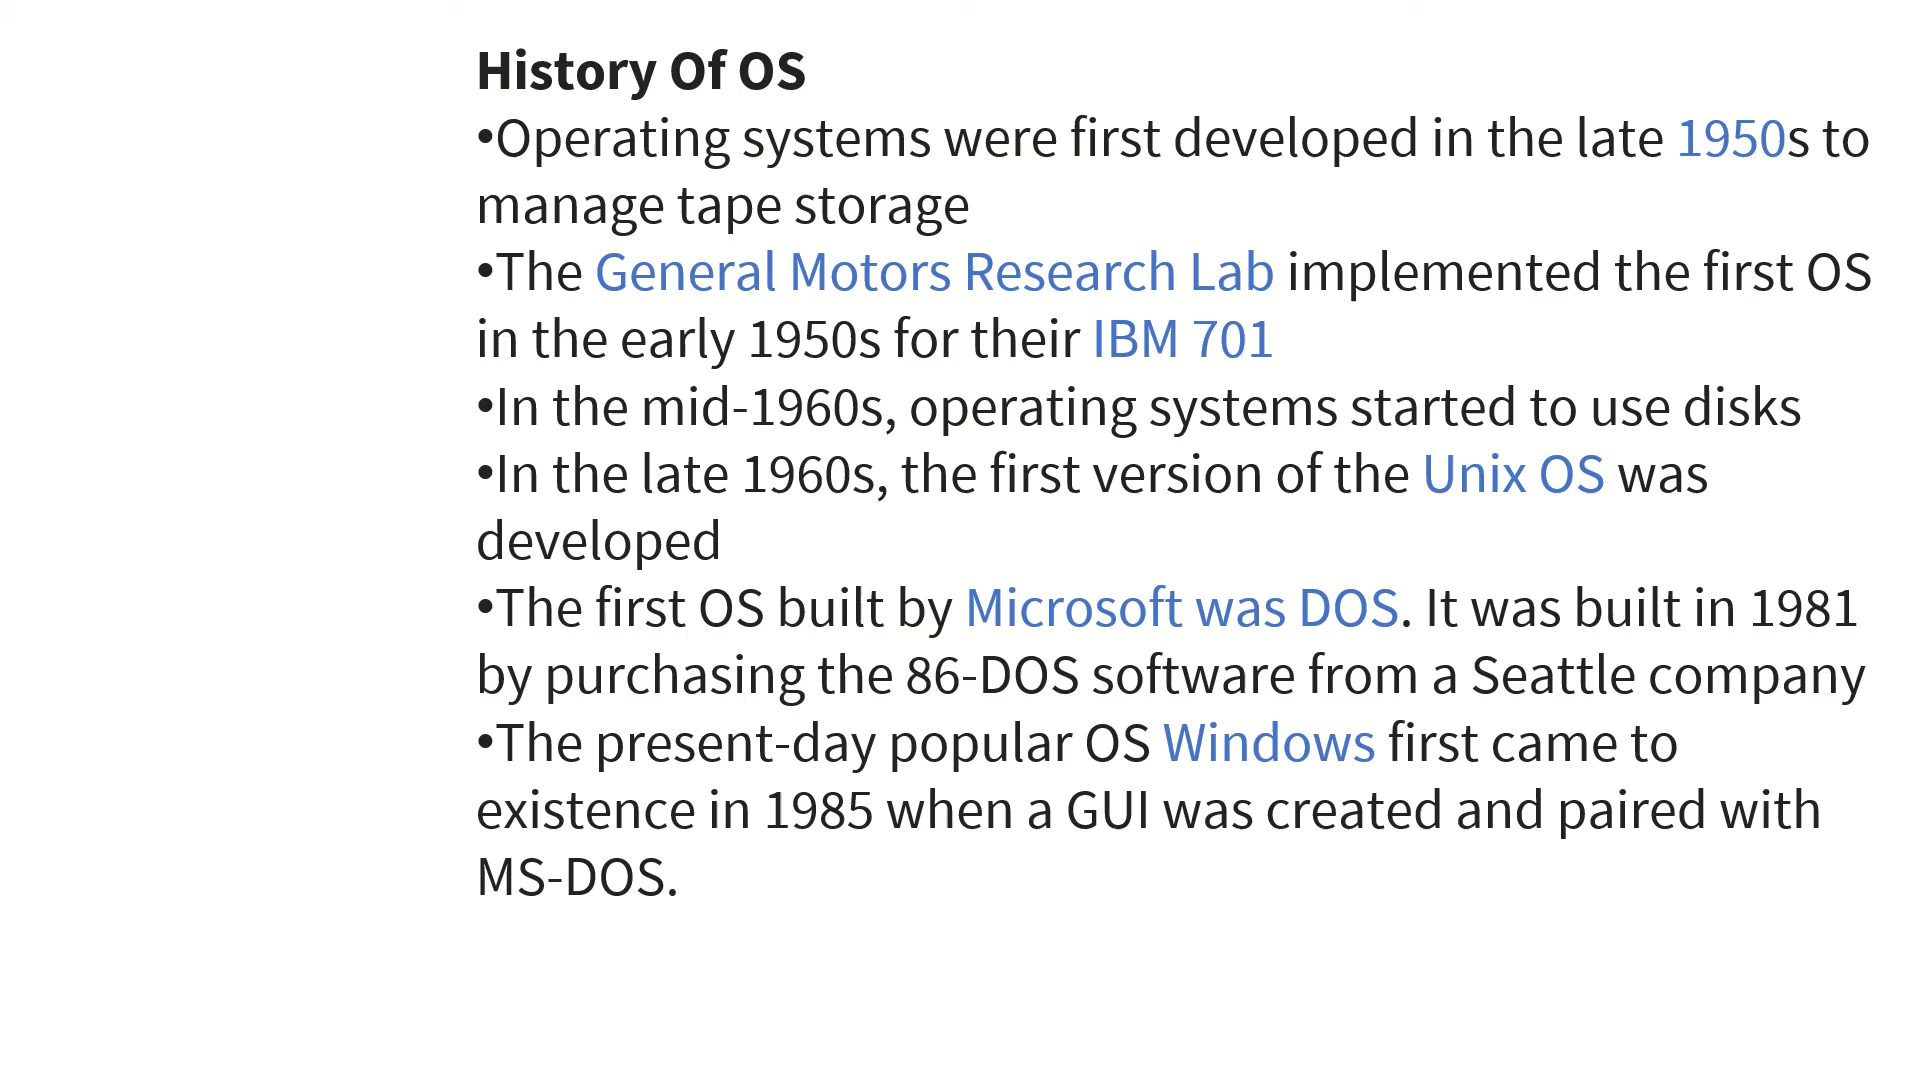 History Of OS
•Operating systems were first developed in the late 1950s to
manage tape storage
•The General Motors Research Lab implemented the first OS
in the early 1950s for their IBM 701
•In the mid-1960s, operating systems started to use disks
•In the late 1960s, the first version of the Unix OS was
developed
•The first OS built by Microsoft was DOS. It was built in 1981
by purchasing the 86-DOS software from a Seattle company
•The present-day popular OS Windows first came to
existence in 1985 when a GUI was created and paired with
MS-DOS.